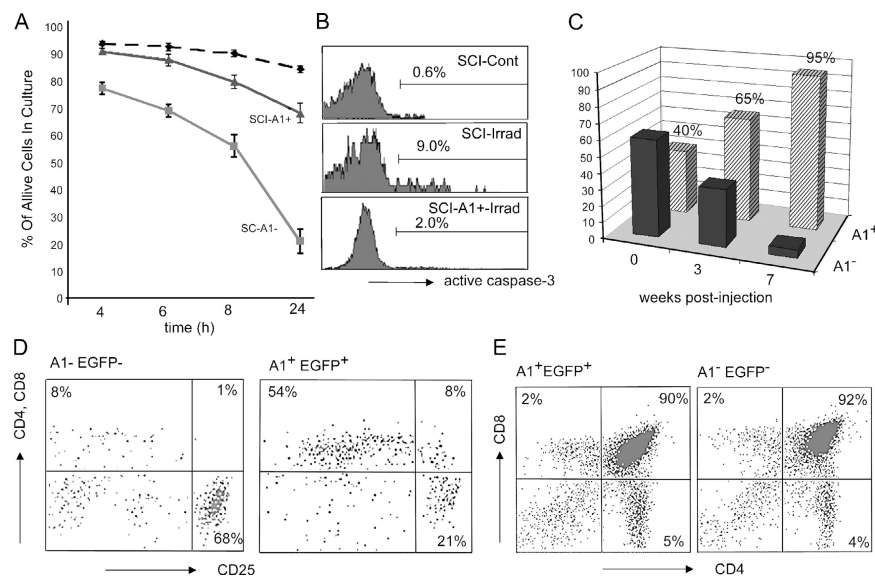 A
% Of Allive Cells In Culture
100
90
80
70
60
50
40
30
20
10
0
SCI-A1+
SC-A1-
4 6 8 24
time (h)
B
SCI-Cont
0.6%
SCI-Irrad
9.0%
SCI-A1+-Irrad
2.0%
active caspase-3
C
100
90
80
70
60
50
40
30
20
10
0
40%
65%
95%
0 3 7
A1+
A1-
weeks post-injection
D
A1- EGFP-
A1+ EGFP+
CD4, CD8
8% 1%
68%
54% 8%
21%
CD25
E
A1+EGFP+
A1- EGFP-
CD8
2% 90%
5%
2% 92%
4%
CD4